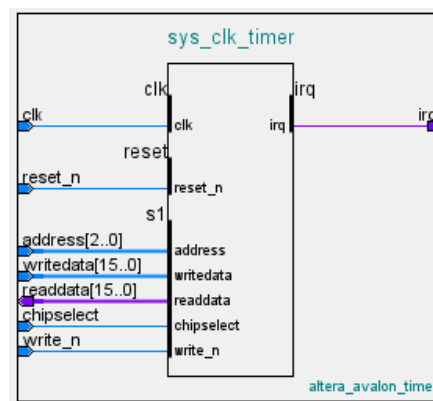 sys_clk_timer
clk irq
clk clk irq irq
reset
reset_n reset_n
s1
address[2..0] address
writedata[15..0] writedata
readdata[15..0] readdata
chipselect chipselect
write_n write_n
altera_avalon_time